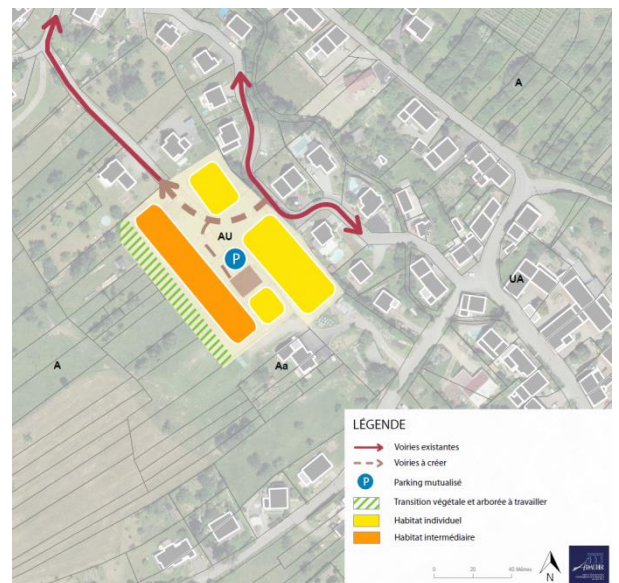 A
AU
P
UA
A
Aa
LÉGENDE
Voiries existantes
Voiries à créer
P Parking mutualisé
Transition végétale et arborée à travailler
Habitat individuel
Habitat intermédiaire
0 20 40 Mètres
N